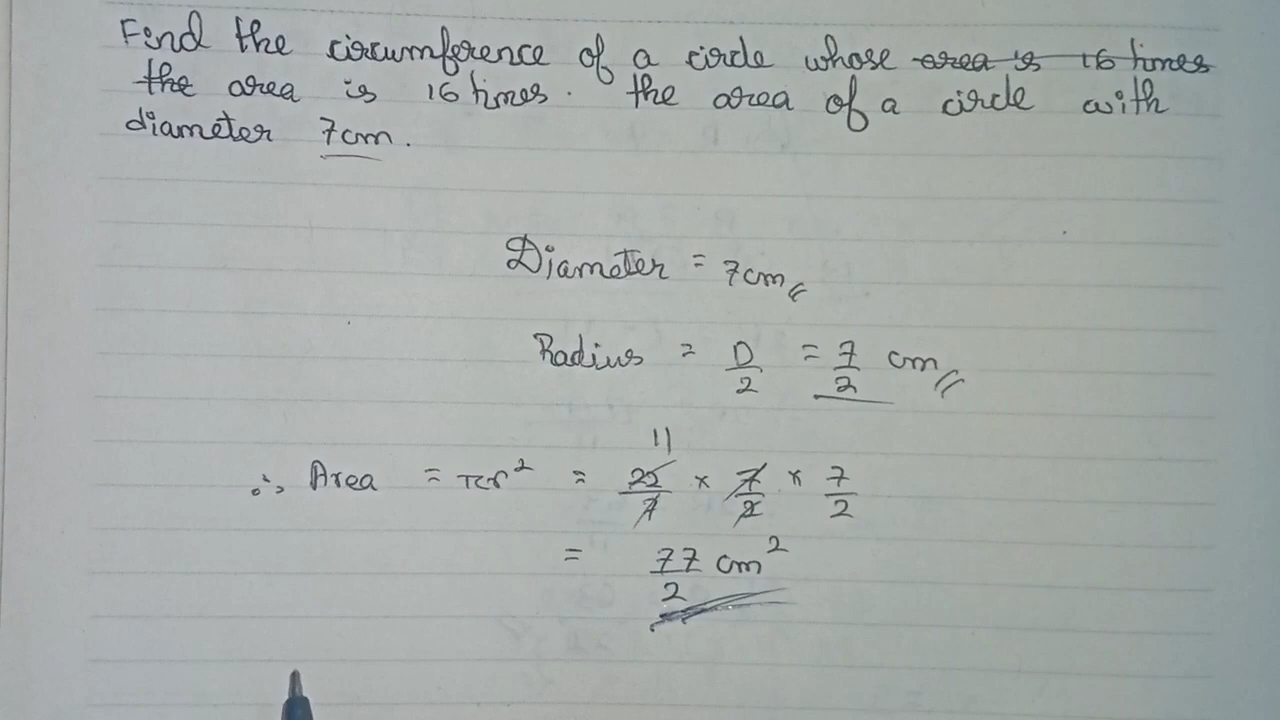 Find the circumference of a circle whose area is 16 times
the area is 16 times. the area of a circle with
diameter 7cm.
Diameter = 7cm
Radius = D/2 = 7/2 cm
11
∴ Area = πr² = 22/7 × 7/2 × 7/2
= 77/2 cm²